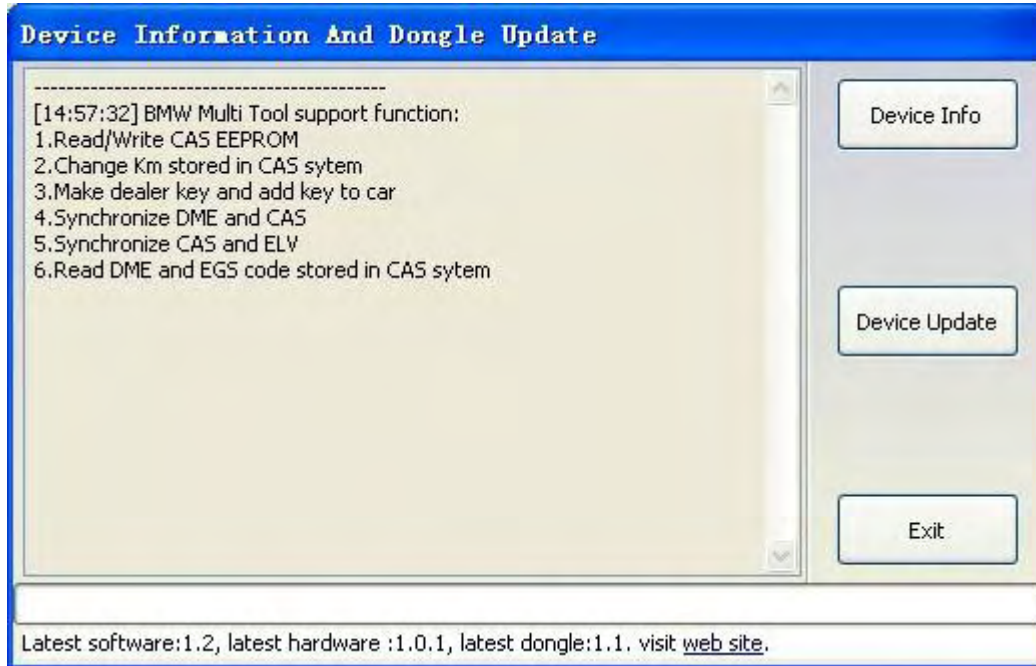 Device Information And Dongle Update
--------------------------------------------
[14:57:32] BMW Multi Tool support function:
1.Read/Write CAS EEPROM
2.Change Km stored in CAS sytem
3.Make dealer key and add key to car
4.Synchronize DME and CAS
5.Synchronize CAS and ELV
6.Read DME and EGS code stored in CAS sytem
Device Info
Device Update
Exit
Latest software:1.2, latest hardware :1.0.1, latest dongle:1.1. visit web site.